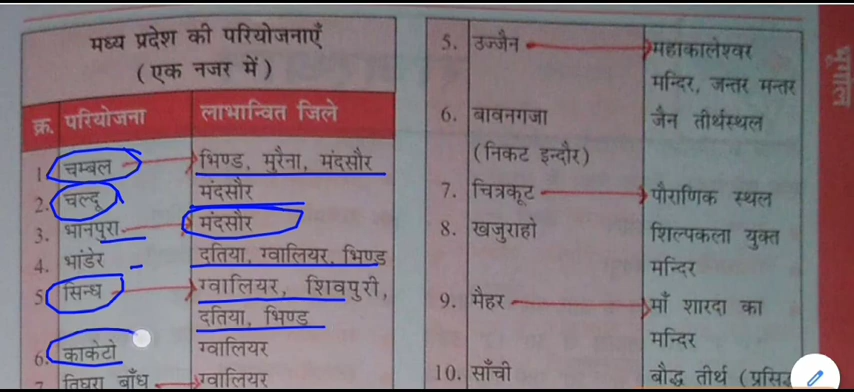 मध्य प्रदेश की परियोजनाएँ
(एक नजर में)
क्र. परियोजना लाभान्वित जिले
1. चम्बल भिण्ड, मुरैना, मंदसौर
2. चल्दू मंदसौर
3. भानपुरा मंदसौर
4. भांडेर दतिया, ग्वालियर, भिण्ड
5. सिन्ध ग्वालियर, शिवपुरी,
दतिया, भिण्ड
6. काकेटो ग्वालियर
7. तिघरा बाँध ग्वालियर
5. उज्जैन महाकालेश्वर
मन्दिर, जन्तर मन्तर
6. बावनगजा जैन तीर्थस्थल
(निकट इन्दौर)
7. चित्रकूट पौराणिक स्थल
8. खजुराहो शिल्पकला युक्त
मन्दिर
9. मैहर माँ शारदा का
मन्दिर
10. साँची बौद्ध तीर्थ (प्रसिद्ध
भूगोल